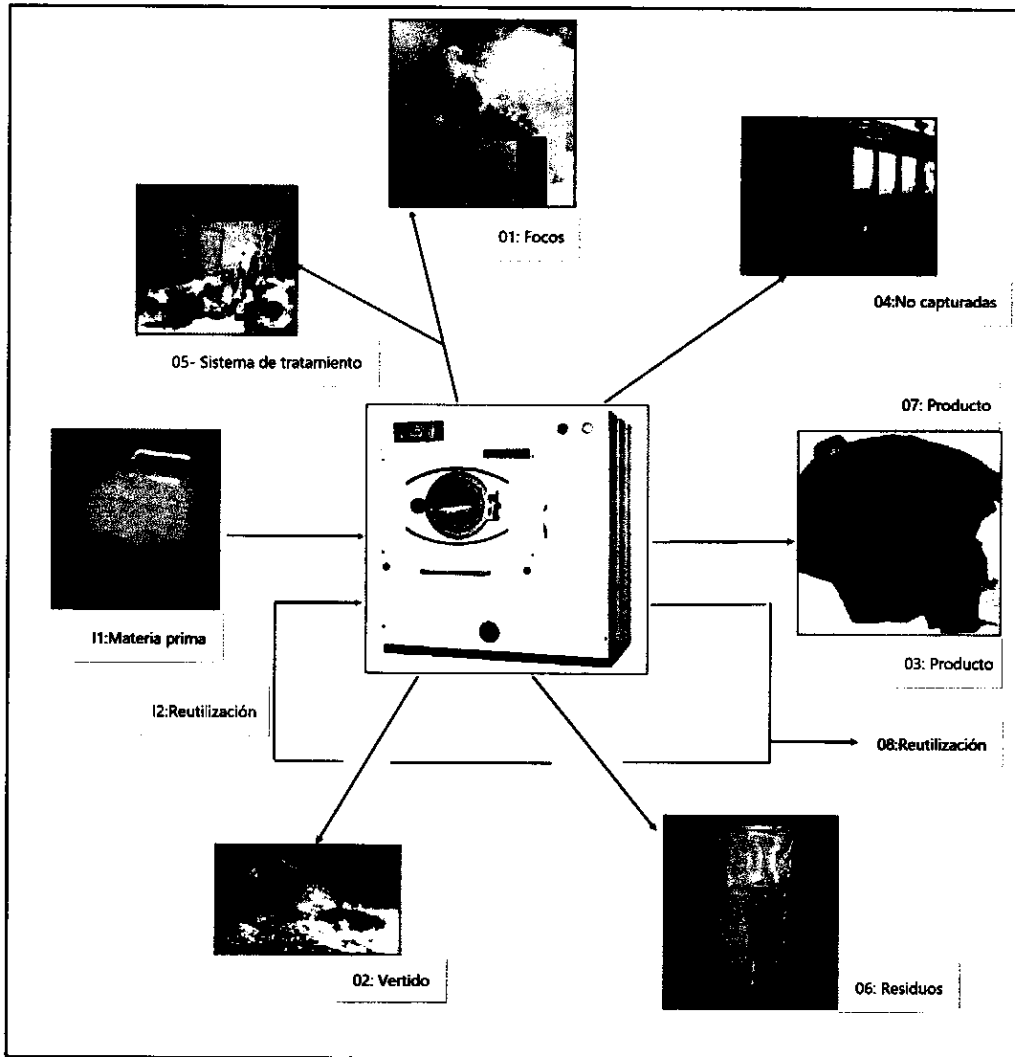 01: Focos
04:No capturadas
05- Sistema de tratamiento
07: Producto
I1:Materia prima
03: Producto
I2:Reutilización
08:Reutilización
02: Vertido
06: Residuos